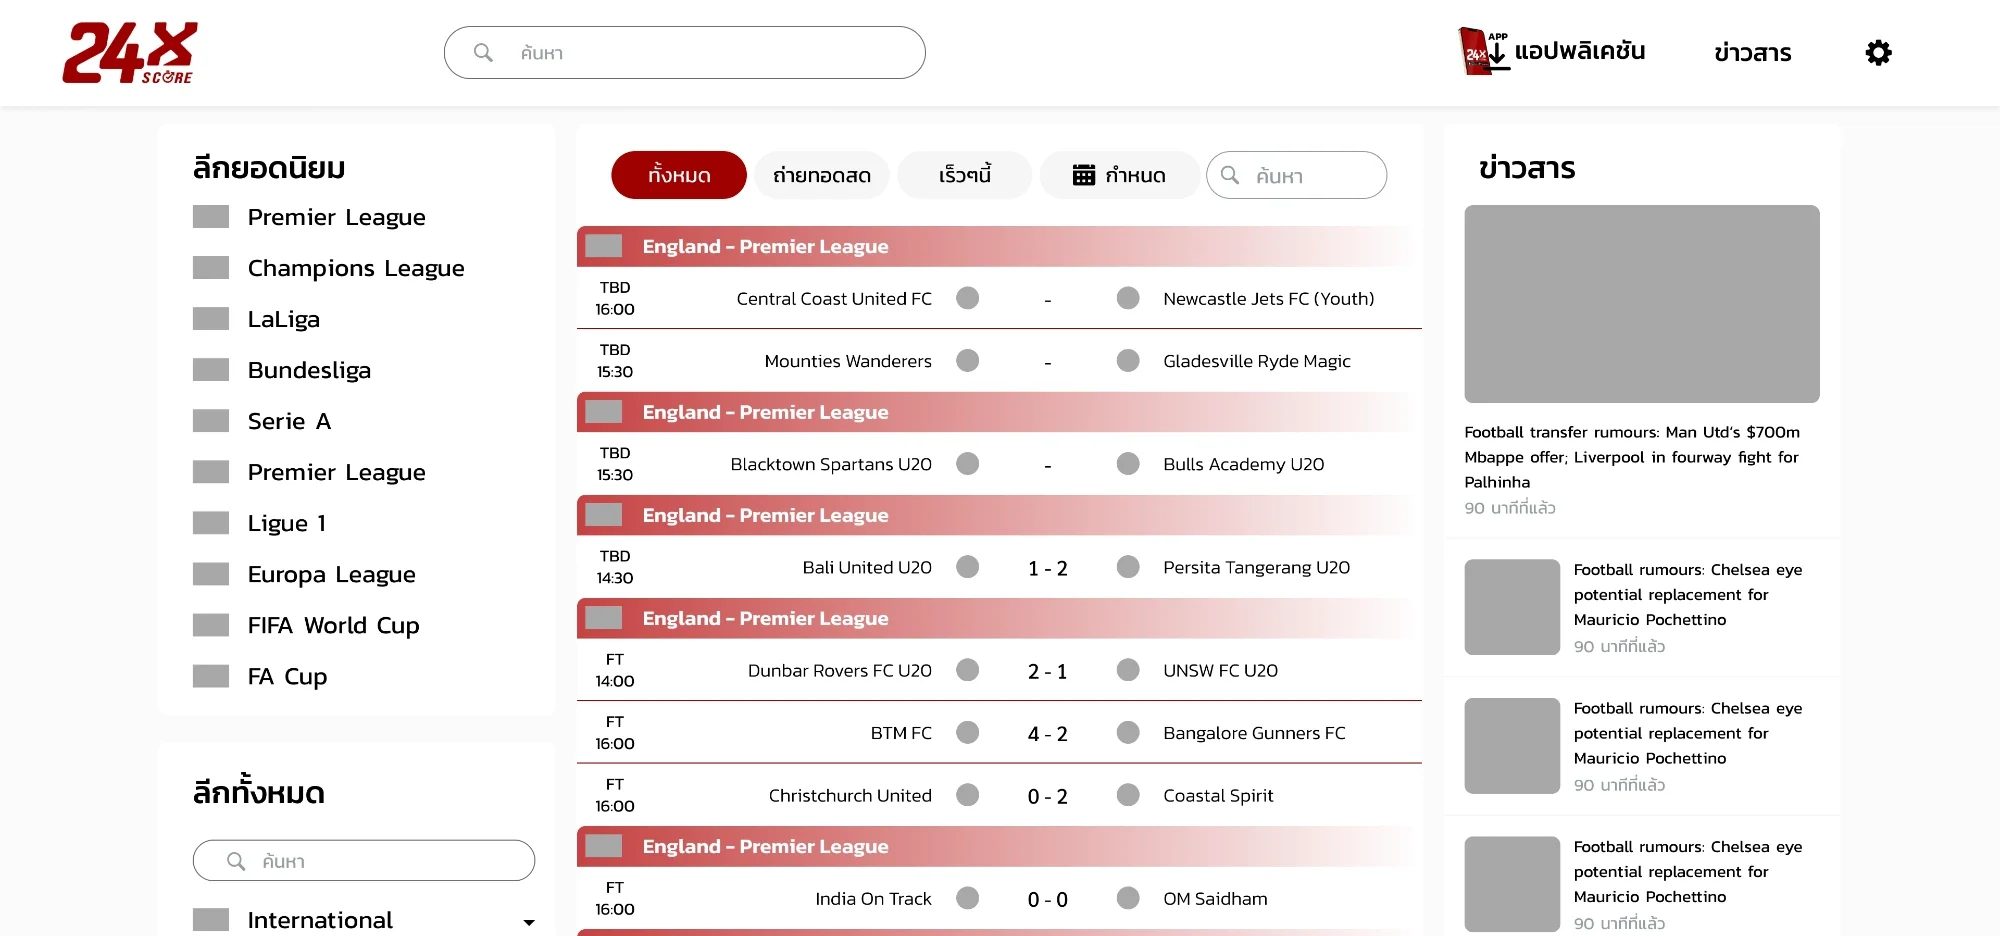 24x
SCORE
ค้นหา
APP
24x
แอปพลิเคชัน
ข่าวสาร
ลีกยอดนิยม
Premier League
Champions League
LaLiga
Bundesliga
Serie A
Premier League
Ligue 1
Europa League
FIFA World Cup
FA Cup
ลีกทั้งหมด
ค้นหา
International
ทั้งหมด
ถ่ายทอดสด
เร็วๆนี้
กำหนด
ค้นหา
England - Premier League
TBD
16:00
Central Coast United FC - Newcastle Jets FC (Youth)
TBD
15:30
Mounties Wanderers - Gladesville Ryde Magic
England - Premier League
TBD
15:30
Blacktown Spartans U20 - Bulls Academy U20
England - Premier League
TBD
14:30
Bali United U20 1 - 2 Persita Tangerang U20
England - Premier League
FT
14:00
Dunbar Rovers FC U20 2 - 1 UNSW FC U20
FT
16:00
BTM FC 4 - 2 Bangalore Gunners FC
FT
16:00
Christchurch United 0 - 2 Coastal Spirit
England - Premier League
FT
16:00
India On Track 0 - 0 OM Saidham
ข่าวสาร
Football transfer rumours: Man Utd's $700m
Mbappe offer; Liverpool in fourway fight for
Palhinha
90 นาทีที่แล้ว
Football rumours: Chelsea eye
potential replacement for
Mauricio Pochettino
90 นาทีที่แล้ว
Football rumours: Chelsea eye
potential replacement for
Mauricio Pochettino
90 นาทีที่แล้ว
Football rumours: Chelsea eye
potential replacement for
Mauricio Pochettino
90 นาทีที่แล้ว